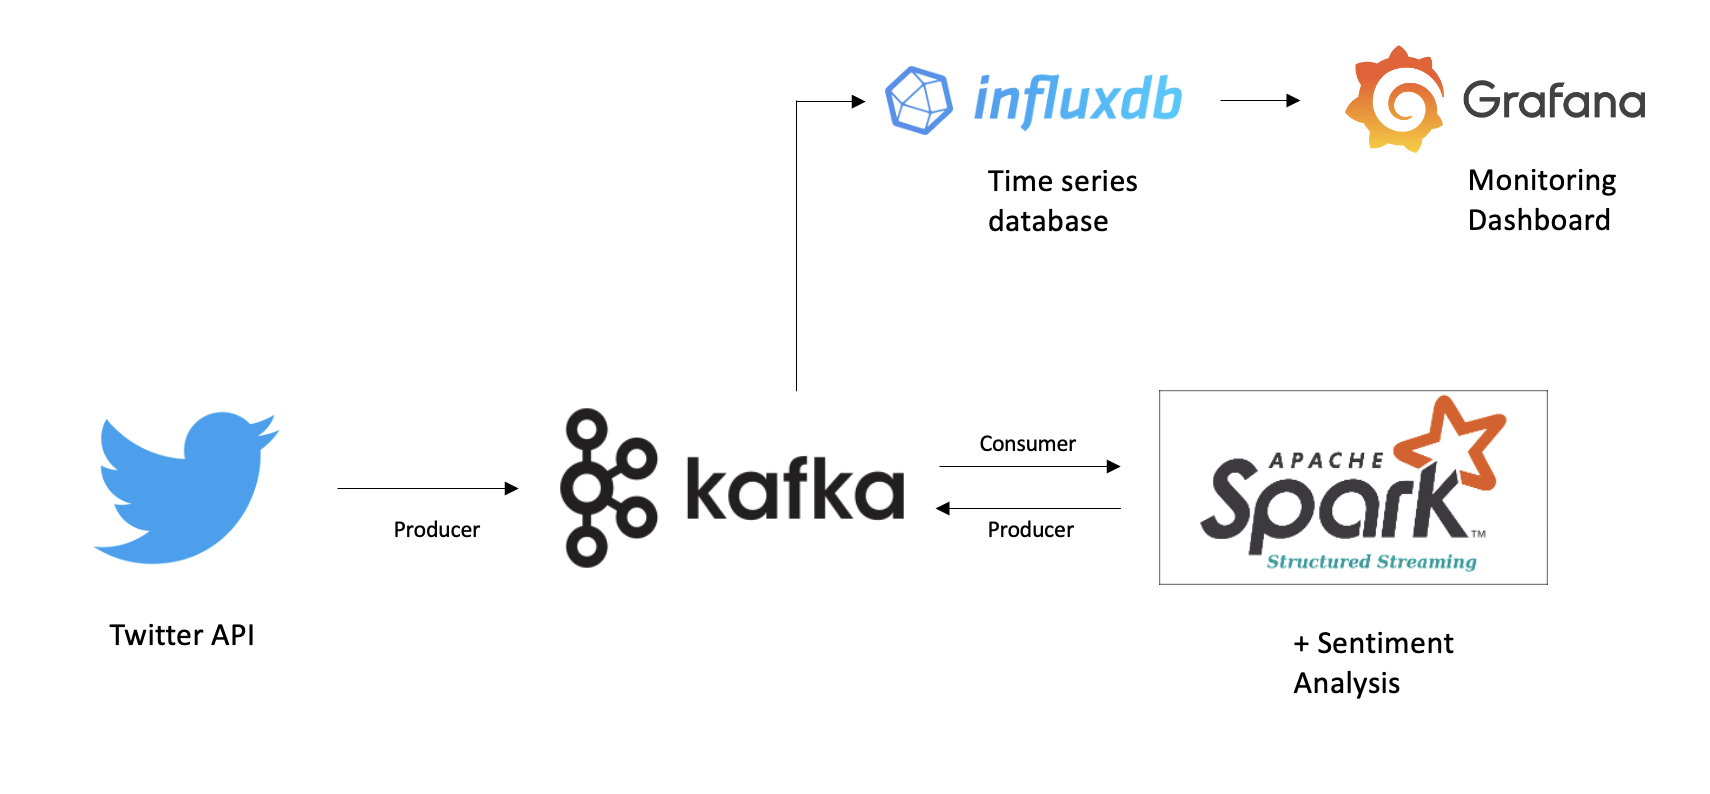 influxdb
Grafana
Time series
database
Monitoring
Dashboard
kafka
Producer
Consumer
Producer
APACHE
Spark™
Structured Streaming
Twitter API
+ Sentiment
Analysis